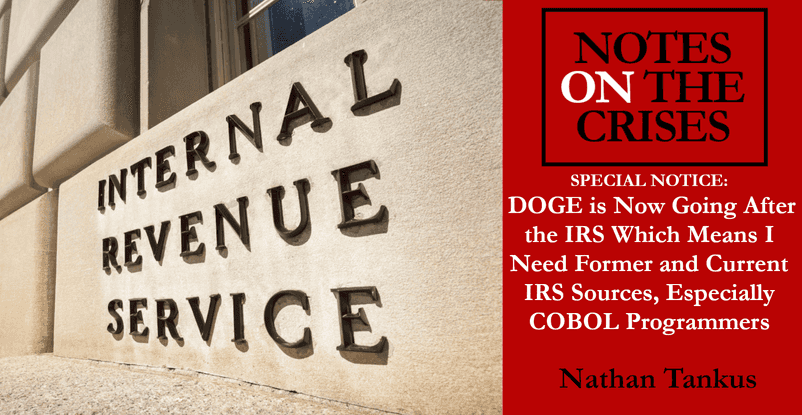 INTERNAL
REVENUE
SERVICE
NOTES
ON THE
CRISES
SPECIAL NOTICE:
DOGE is Now Going After
the IRS Which Means I
Need Former and Current
IRS Sources, Especially
COBOL Programmers
Nathan Tankus